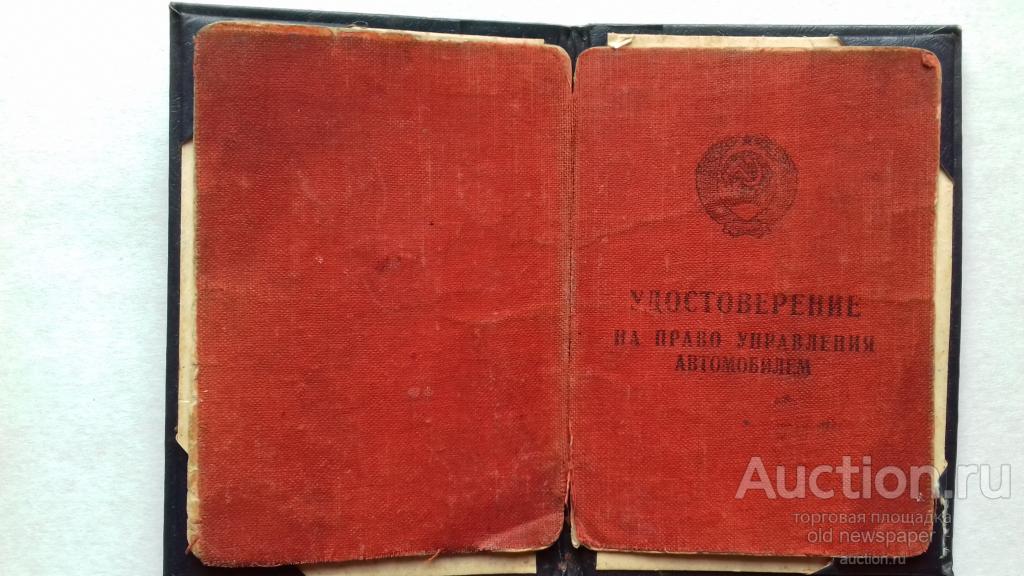 УДОСТОВЕРЕНИЕ
НА ПРАВО УПРАВЛЕНИЯ
АВТОМОБИЛЕМ
Auction.ru
торговая площадка
old newspaper
auction.ru